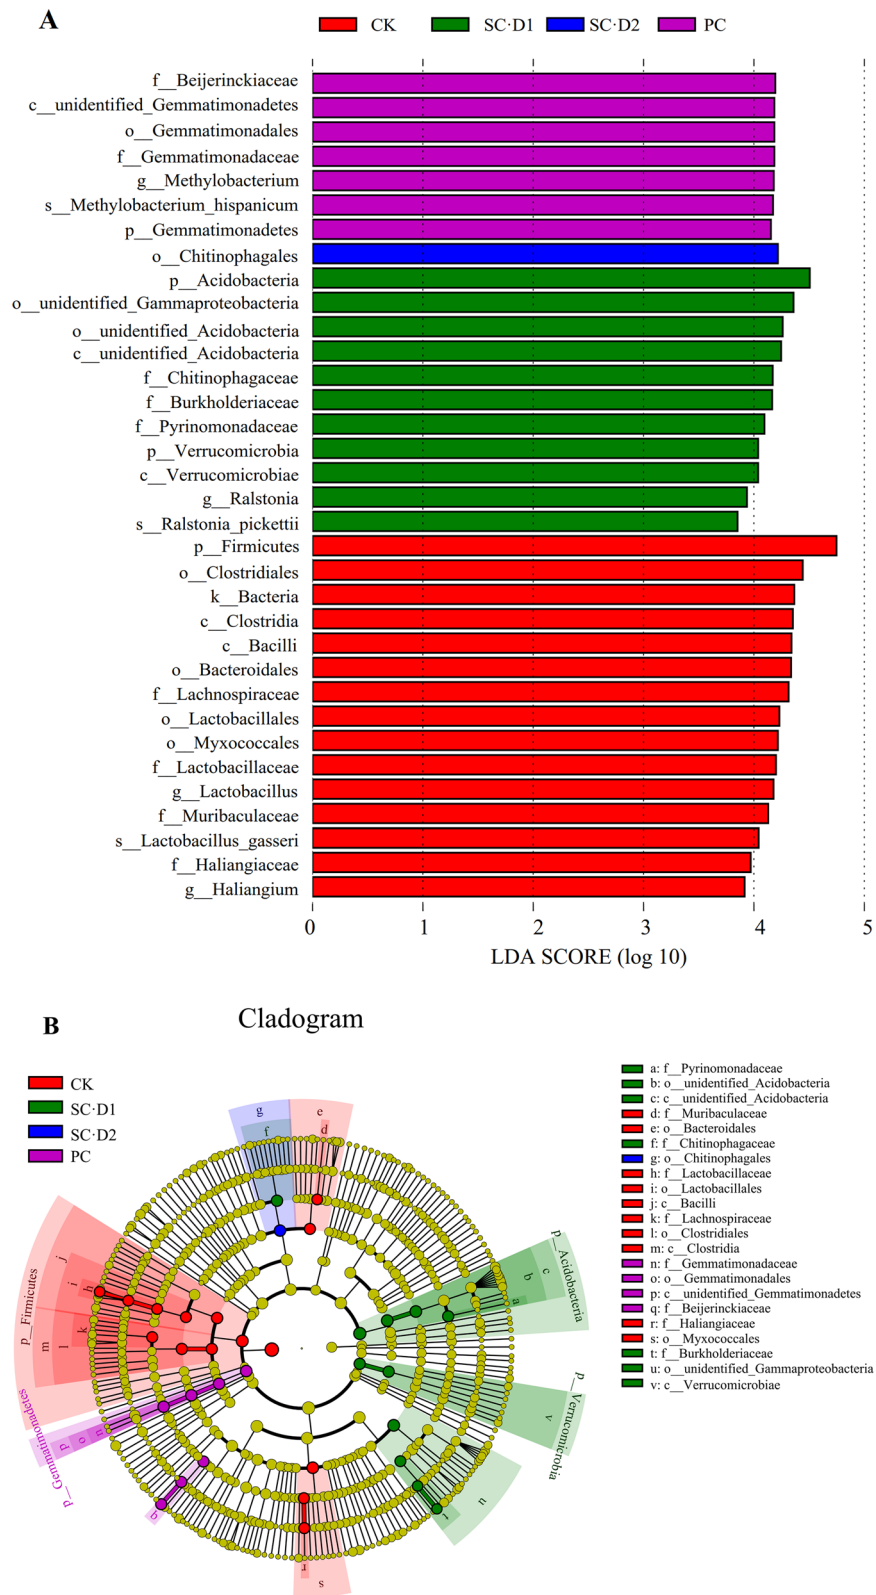 A
CK SC·D1 SC·D2 PC
f__Beijerinckiaceae
c__unidentified_Gemmatimonadetes
o__Gemmatimonadales
f__Gemmatimonadaceae
g__Methylobacterium
s__Methylobacterium_hispanicum
p__Gemmatimonadetes
o__Chitinophagales
p__Acidobacteria
o__unidentified_Gammaproteobacteria
o__unidentified_Acidobacteria
c__unidentified_Acidobacteria
f__Chitinophagaceae
f__Burkholderiaceae
f__Pyrinomonadaceae
p__Verrucomicrobia
c__Verrucomicrobiae
g__Ralstonia
s__Ralstonia_pickettii
p__Firmicutes
o__Clostridiales
k__Bacteria
c__Clostridia
c__Bacilli
o__Bacteroidales
f__Lachnospiraceae
o__Lactobacillales
o__Myxococcales
f__Lactobacillaceae
g__Lactobacillus
f__Muribaculaceae
s__Lactobacillus_gasseri
f__Haliangiaceae
g__Haliangium
0 1 2 3 4 5
LDA SCORE (log 10)
B
Cladogram
CK
SC·D1
SC·D2
PC
a: f__Pyrinomonadaceae
b: o__unidentified_Acidobacteria
c: c__unidentified_Acidobacteria
d: f__Muribaculaceae
e: o__Bacteroidales
f: f__Chitinophagaceae
g: o__Chitinophagales
h: f__Lactobacillaceae
i: o__Lactobacillales
j: c__Bacilli
k: f__Lachnospiraceae
l: o__Clostridiales
m: c__Clostridia
n: f__Gemmatimonadaceae
o: o__Gemmatimonadales
p: c__unidentified_Gemmatimonadetes
q: f__Beijerinckiaceae
r: f__Haliangiaceae
s: o__Myxococcales
t: f__Burkholderiaceae
u: o__unidentified_Gammaproteobacteria
v: c__Verrucomicrobiae
g
e
f
d
p__Acidobacteria
c
b
a
p__Firmicutes
j
i
h
k
l
m
p__Gemmatimonadetes
p
o
n
q
r
s
t
u
v
p__Verrucomicrobia